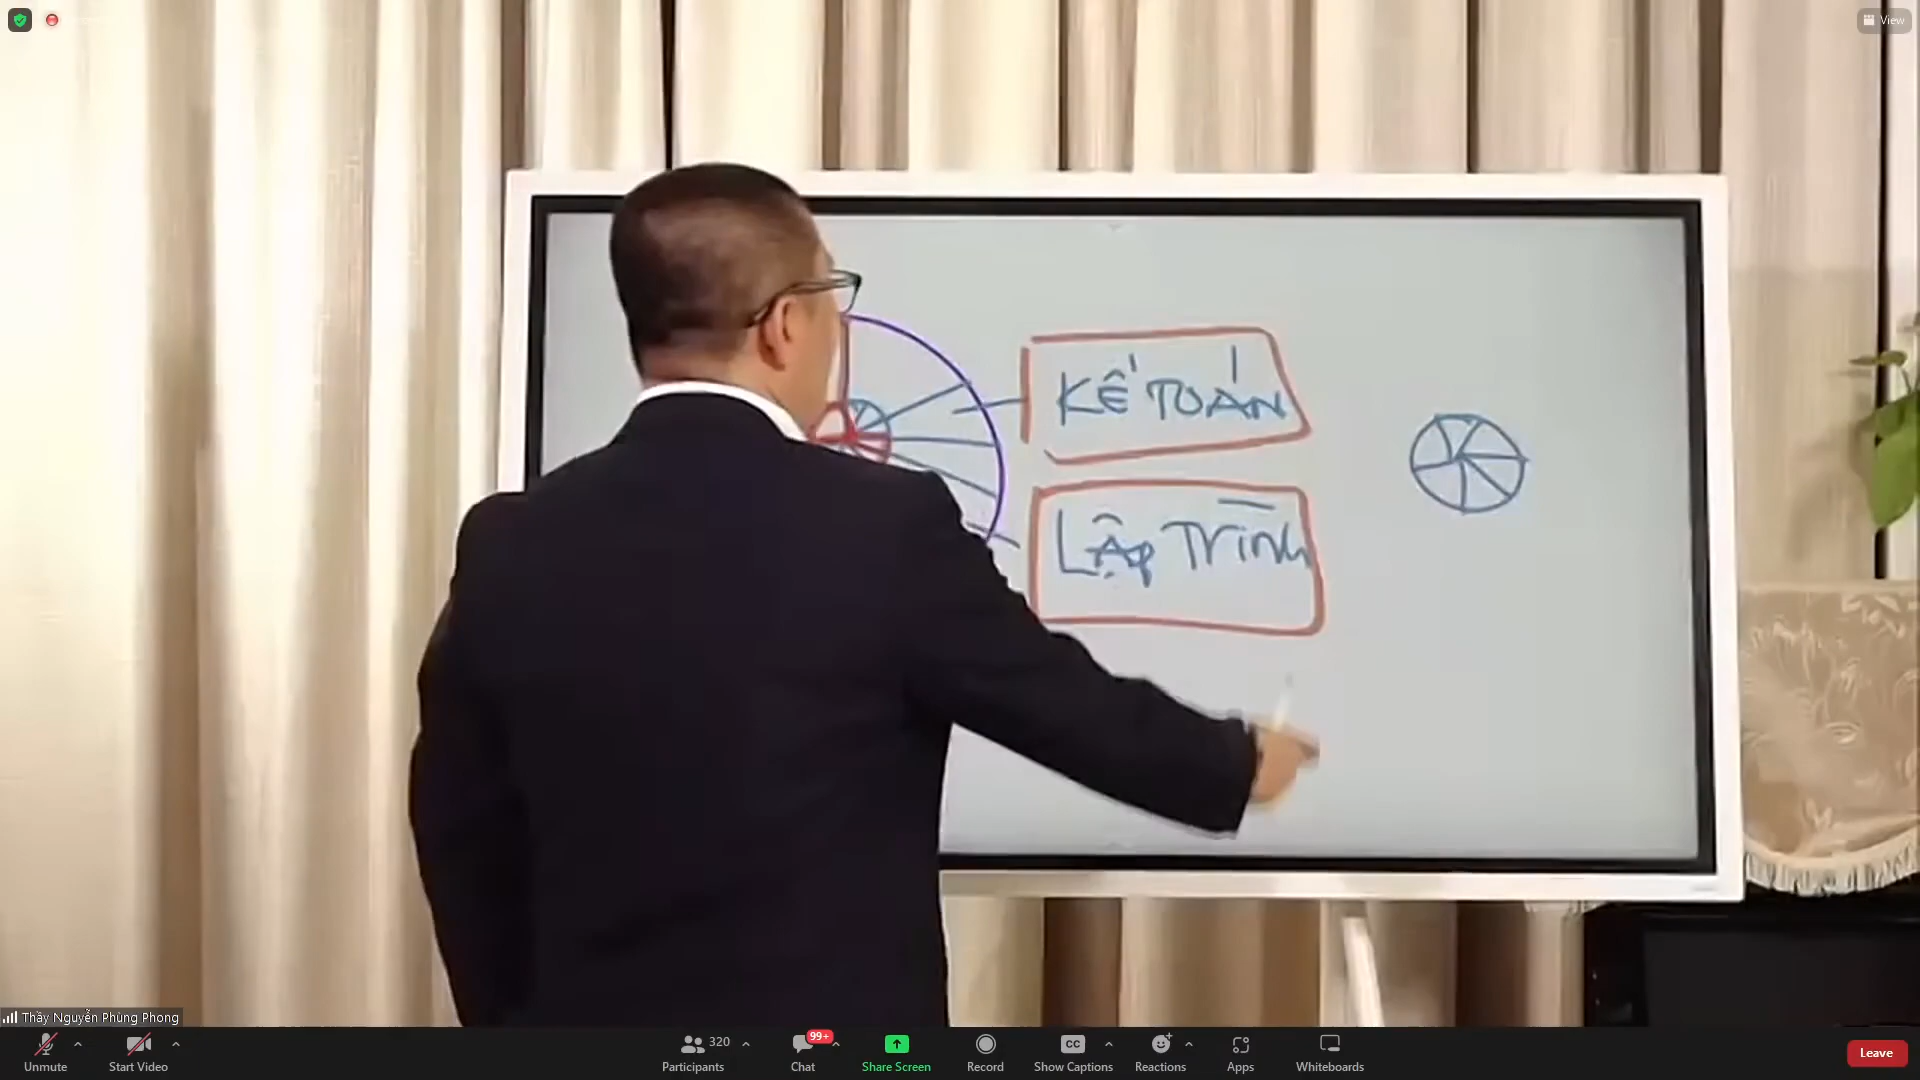 View
KẾ TOÁN
Lập Trình
Thầy Nguyễn Phùng Phong
Unmute
Start Video
320
Participants
99+
Chat
Share Screen
Record
CC
Show Captions
Reactions
Apps
Whiteboards
Leave